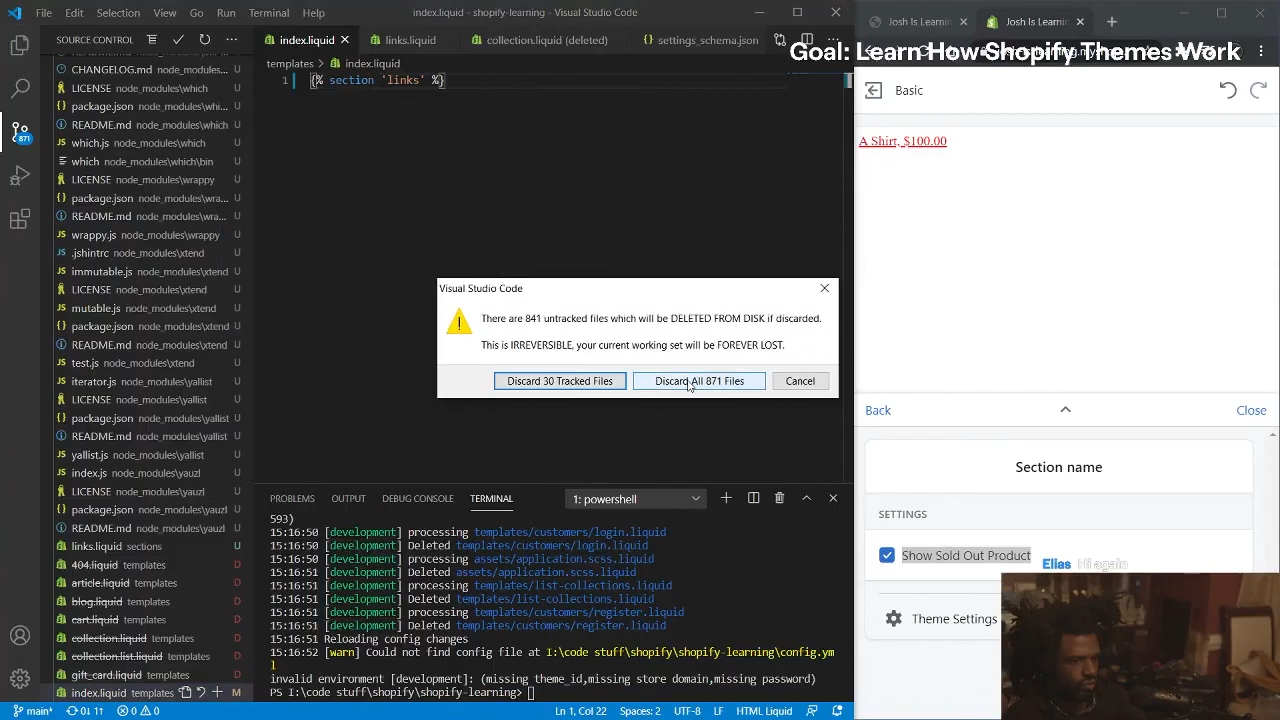 File Edit Selection View Go Run Terminal Help index.liquid - shopify-learning - Visual Studio Code
SOURCE CONTROL
index.liquid
links.liquid
collection.liquid (deleted)
settings_schema.json
templates > index.liquid
1 {% section 'links' %}
CHANGELOG.md U
LICENSE node_modules\which U
package.json node_modules\whi... U
README.md node_modules\which U
which.js node_modules\which U
which node_modules\which\bin U
LICENSE node_modules\wrappy U
package.json node_modules\wra... U
README.md node_modules\wra... U
wrappy.js node_modules\wrappy U
.jshintrc node_modules\xtend U
immutable.js node_modules\xtend U
LICENSE node_modules\xtend U
mutable.js node_modules\xtend U
package.json node_modules\xtend U
README.md node_modules\xtend U
test.js node_modules\xtend U
iterator.js node_modules\yallist U
LICENSE node_modules\yallist U
package.json node_modules\yallist U
README.md node_modules\yallist U
yallist.js node_modules\yallist U
index.js node_modules\yauzl U
LICENSE node_modules\yauzl U
package.json node_modules\yauzl U
README.md node_modules\yauzl U
links.liquid sections U
404.liquid templates D
article.liquid templates D
blog.liquid templates D
cart.liquid templates D
collection.liquid templates D
collection.list.liquid templates D
gift_card.liquid templates D
index.liquid templates M
871
Visual Studio Code
There are 841 untracked files which will be DELETED FROM DISK if discarded.
This is IRREVERSIBLE, your current working set will be FOREVER LOST.
Discard 30 Tracked Files
Discard All 871 Files
Cancel
PROBLEMS OUTPUT DEBUG CONSOLE TERMINAL 1: powershell
593)
15:16:50 [development] processing templates/customers/login.liquid
15:16:50 [development] Deleted templates/customers/login.liquid
15:16:50 [development] processing assets/application.scss.liquid
15:16:51 [development] Deleted assets/application.scss.liquid
15:16:51 [development] processing templates/list-collections.liquid
15:16:51 [development] Deleted templates/list-collections.liquid
15:16:51 [development] processing templates/customers/register.liquid
15:16:51 [development] Deleted templates/customers/register.liquid
15:16:51 Reloading config changes
15:16:52 [warn] Could not find config file at I:\code stuff\shopify\shopify-learning\config.ym
l
invalid environment [development]: (missing theme_id,missing store domain,missing password)
PS I:\code stuff\shopify\shopify-learning>
main* 0↓ 1↑ 0 0
Ln 1, Col 22 Spaces: 2 UTF-8 LF HTML Liquid
Josh Is Learnin
Josh Is Learnin
Goal: Learn How Shopify Themes Work
Basic
A Shirt, $100.00
Back
Close
Section name
SETTINGS
Show Sold Out Product
Elias Hi again
Theme Settings